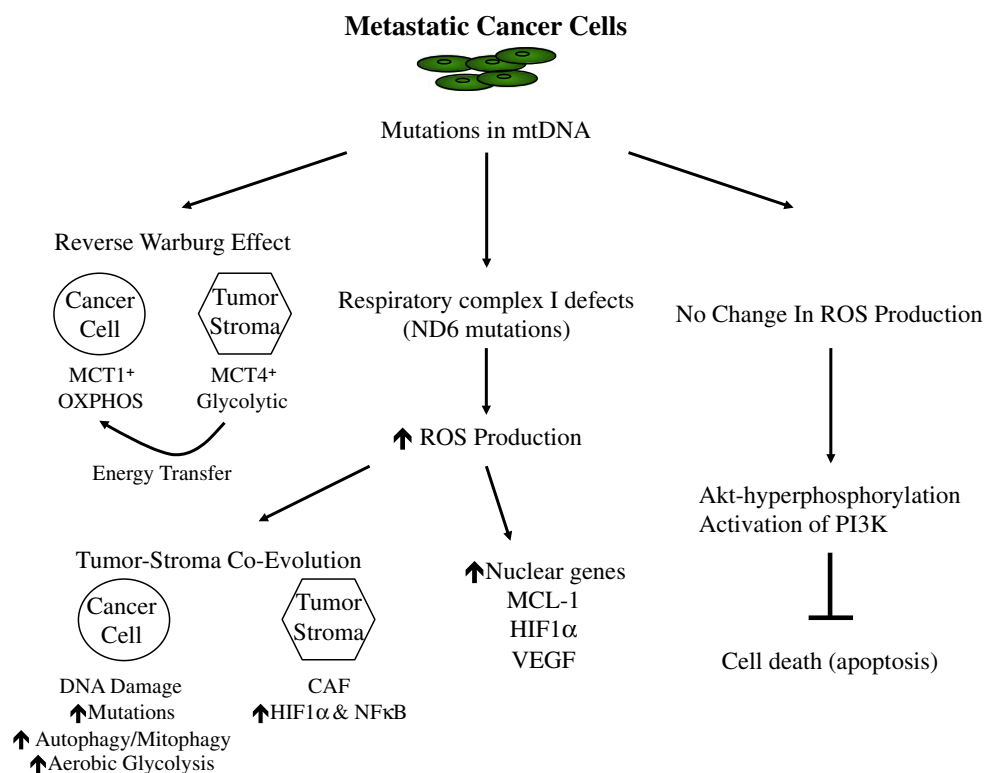 Metastatic Cancer Cells
Mutations in mtDNA
Reverse Warburg Effect
Cancer
Cell
Tumor
Stroma
MCT1⁺
OXPHOS
MCT4⁺
Glycolytic
Energy Transfer
Respiratory complex I defects
(ND6 mutations)
↑ ROS Production
Tumor-Stroma Co-Evolution
Cancer
Cell
DNA Damage
↑Mutations
↑ Autophagy/Mitophagy
↑Aerobic Glycolysis
Tumor
Stroma
CAF
↑HIF1α & NFκB
↑Nuclear genes
MCL-1
HIF1α
VEGF
No Change In ROS Production
Akt-hyperphosphorylation
Activation of PI3K
Cell death (apoptosis)